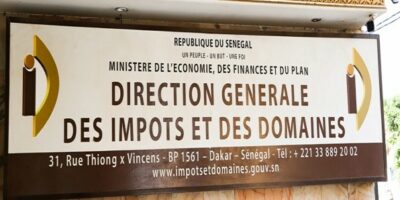 REPUBLIQUE DU SENEGAL
UN PEUPLE - UN BUT - UNE FOI
MINISTERE DE L'ECONOMIE, DES FINANCES ET DU PLAN
DIRECTION GENERALE
DES IMPOTS ET DES DOMAINES
31, Rue Thiong x Vincens - BP 1561 – Dakar – Sénégal - Tél : + 221 33 889 20 02
www.impotsetdomaines.gouv.sn